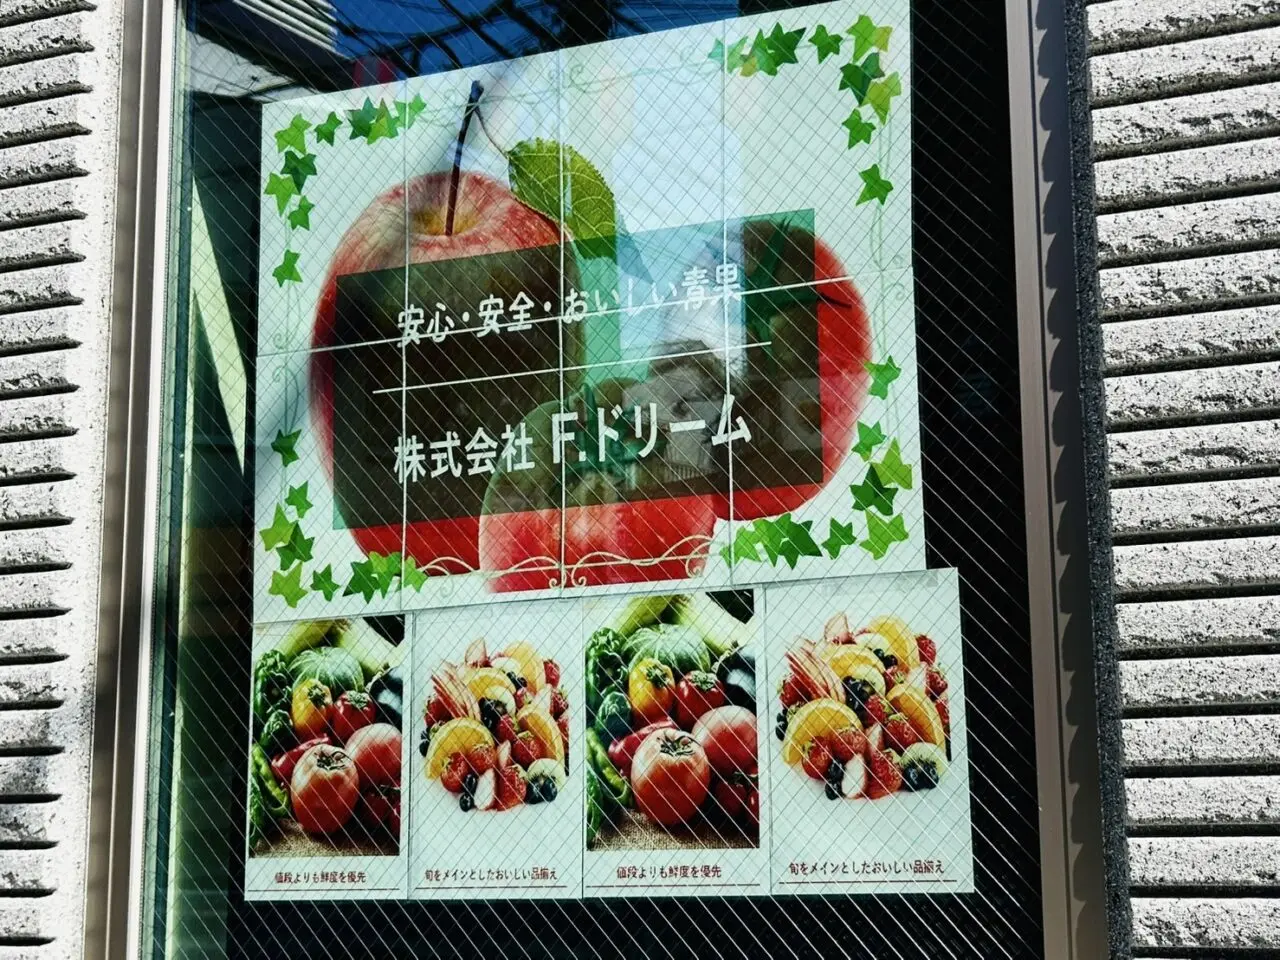 安心・安全・おいしい青果
株式会社 F.ドリーム
値段よりも鮮度を優先
旬をメインとしたおいしい品揃え
値段よりも鮮度を優先
旬をメインとしたおいしい品揃え